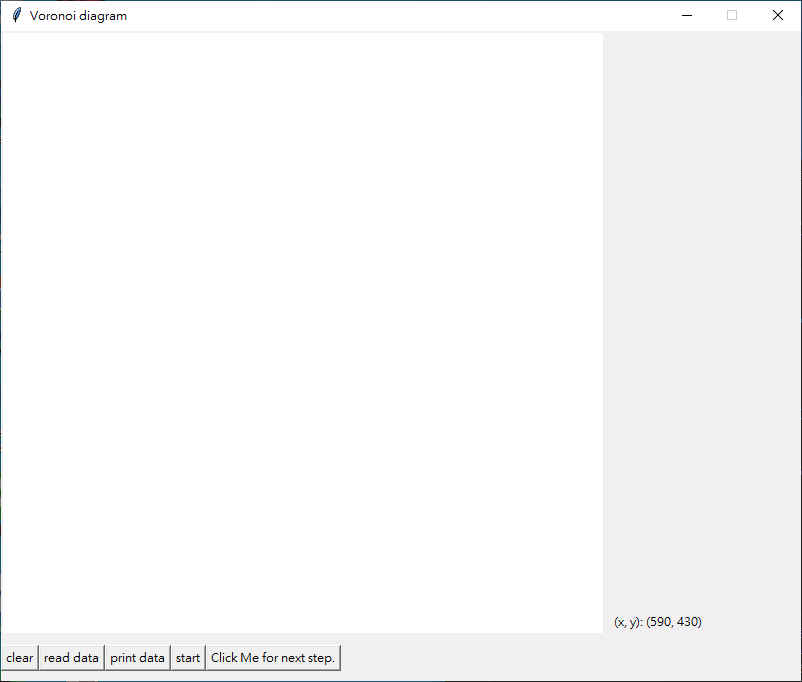 Voronoi diagram
(x, y): (590, 430)
clear read data print data start Click Me for next step.